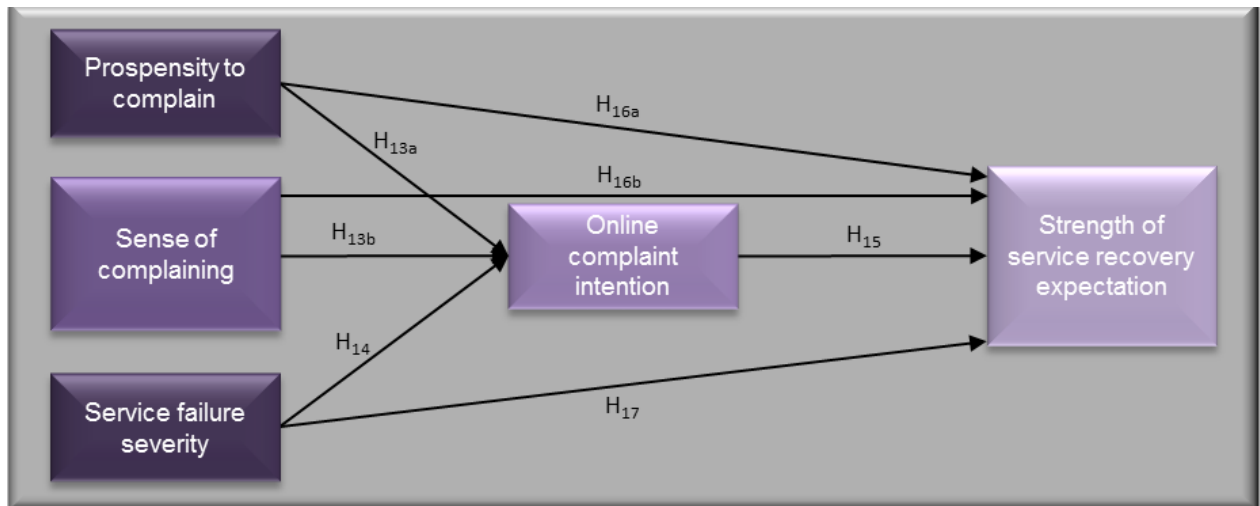 Prospensity to
complain
H16a
H13a
H16b
Sense of
complaining
H13b
Online
complaint
intention
H15
Strength of
service recovery
expectation
H14
Service failure
severity
H17